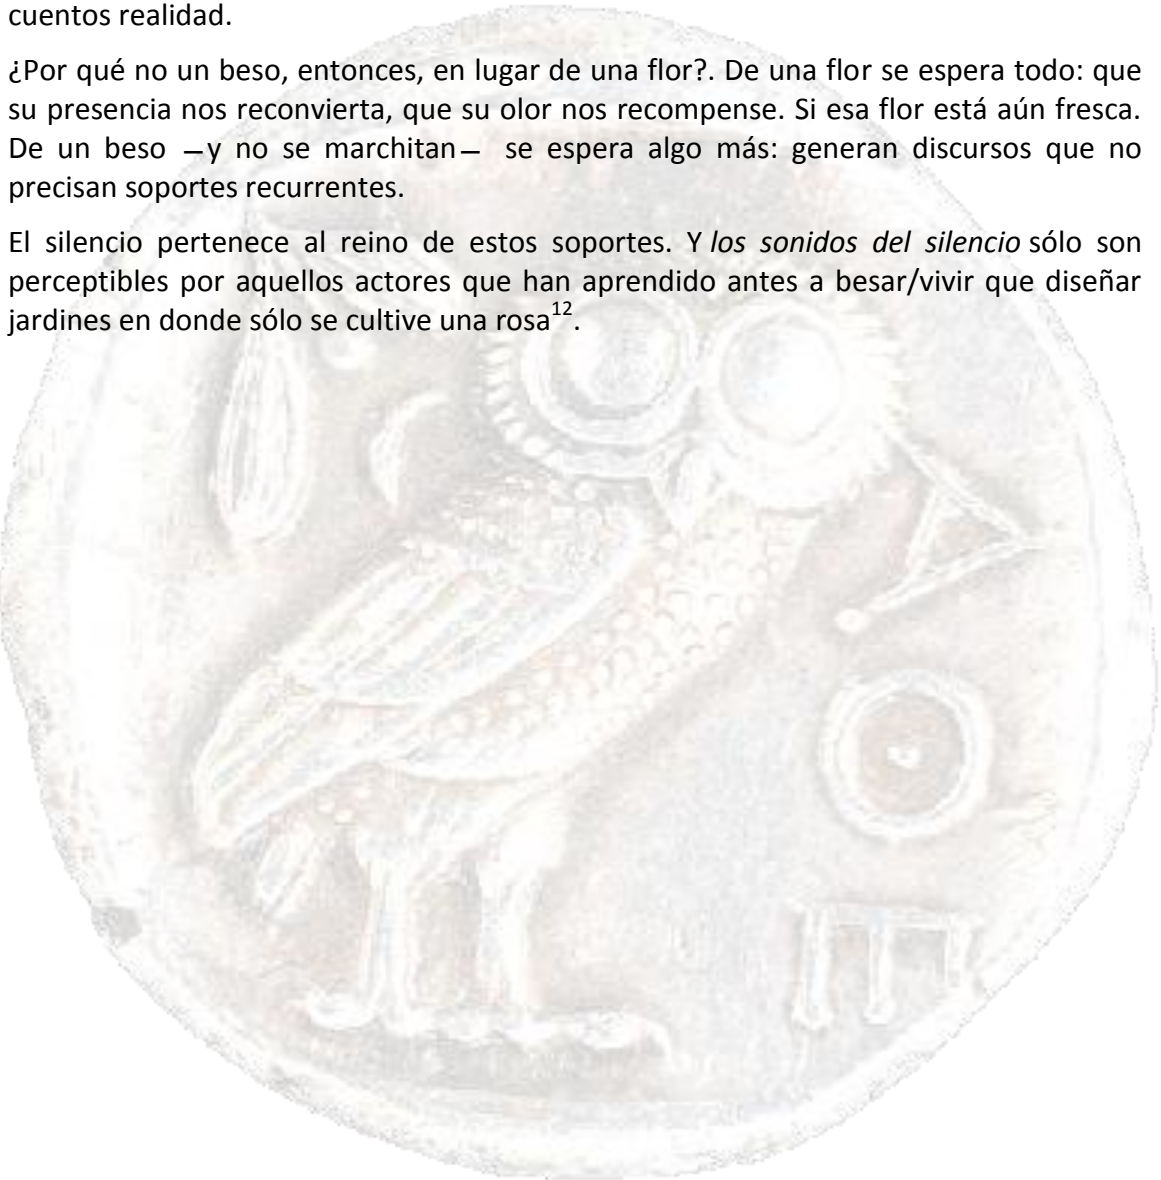 cuentos realidad.
¿Por qué no un beso, entonces, en lugar de una flor?. De una flor se espera todo: que
su presencia nos reconvierta, que su olor nos recompense. Si esa flor está aún fresca.
De un beso —y no se marchitan— se espera algo más: generan discursos que no
precisan soportes recurrentes.
El silencio pertenece al reino de estos soportes. Y los sonidos del silencio sólo son
perceptibles por aquellos actores que han aprendido antes a besar/vivir que diseñar
jardines en donde sólo se cultive una rosa12.
Α
Θ
Ε